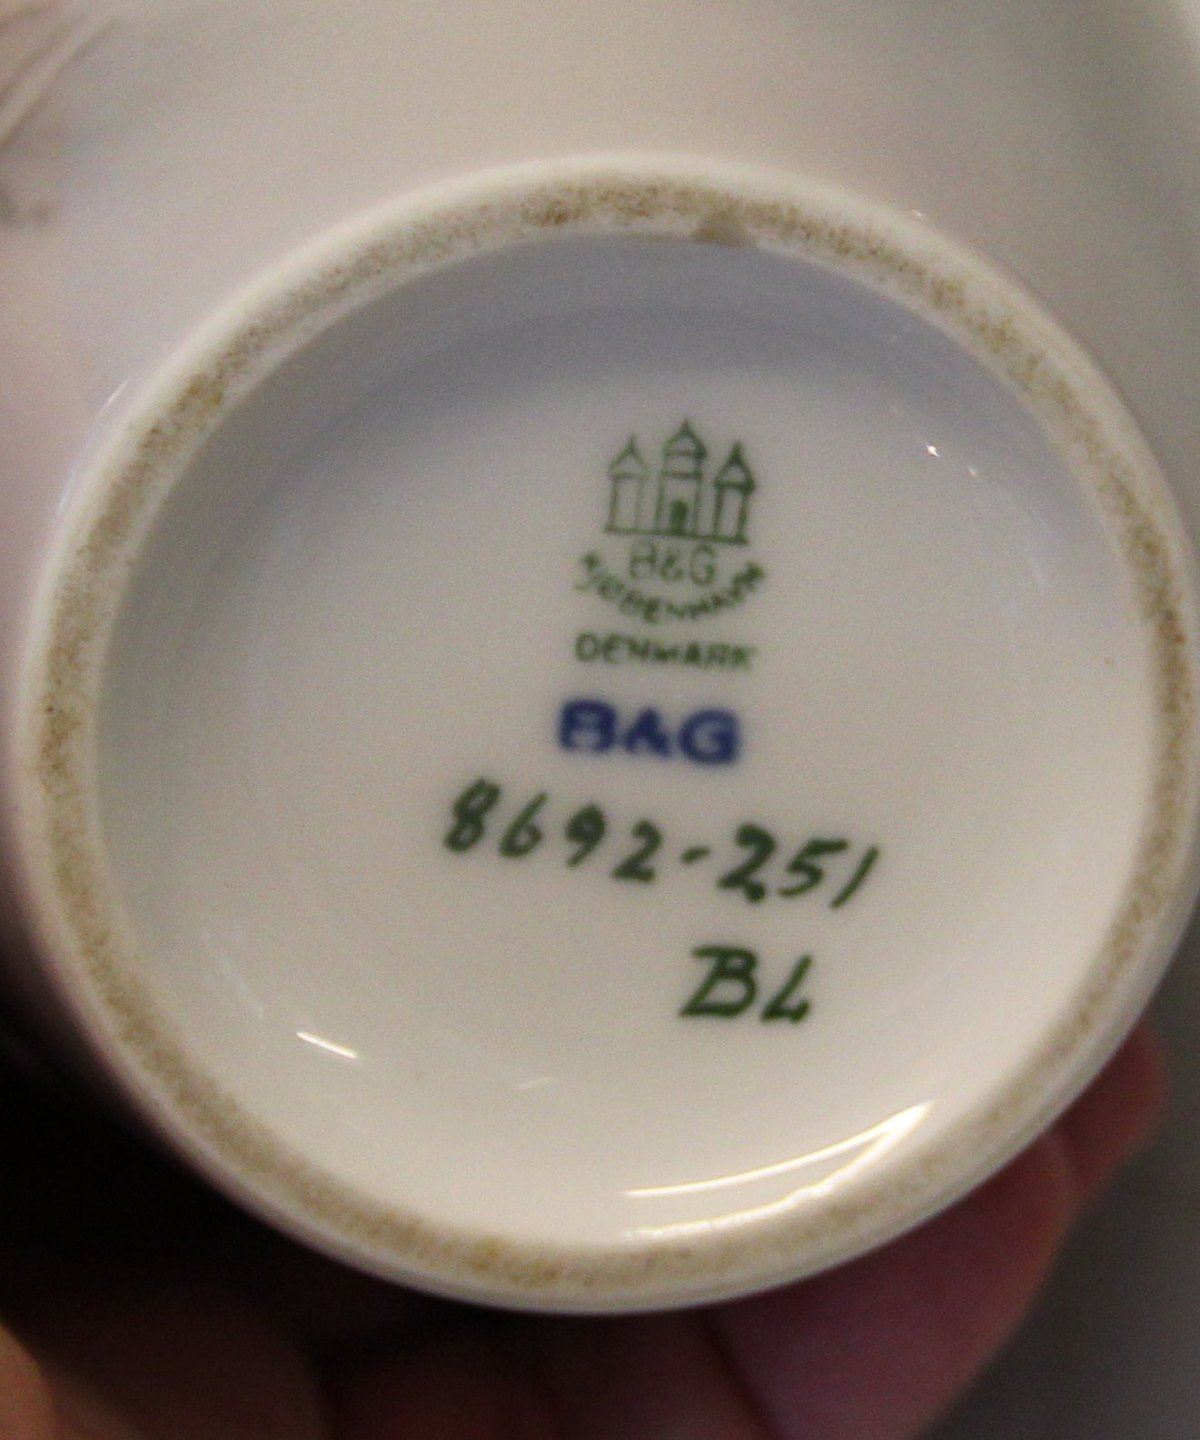 B&G
KJØBENHAVN
DENMARK
B&G
8692-251
BL